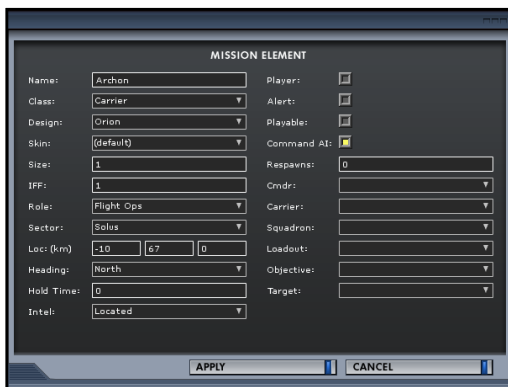 MISSION ELEMENT
Name: Archon Player:
Class: Carrier Alert:
Design: Orion Playable:
Skin: (default) Command AI:
Size: 1 Respawns: 0
IFF: 1 Cmdr:
Role: Flight Ops Carrier:
Sector: Solus Squadron:
Loc: (km) -10 67 0 Loadout:
Heading: North Objective:
Hold Time: 0 Target:
Intel: Located
APPLY CANCEL